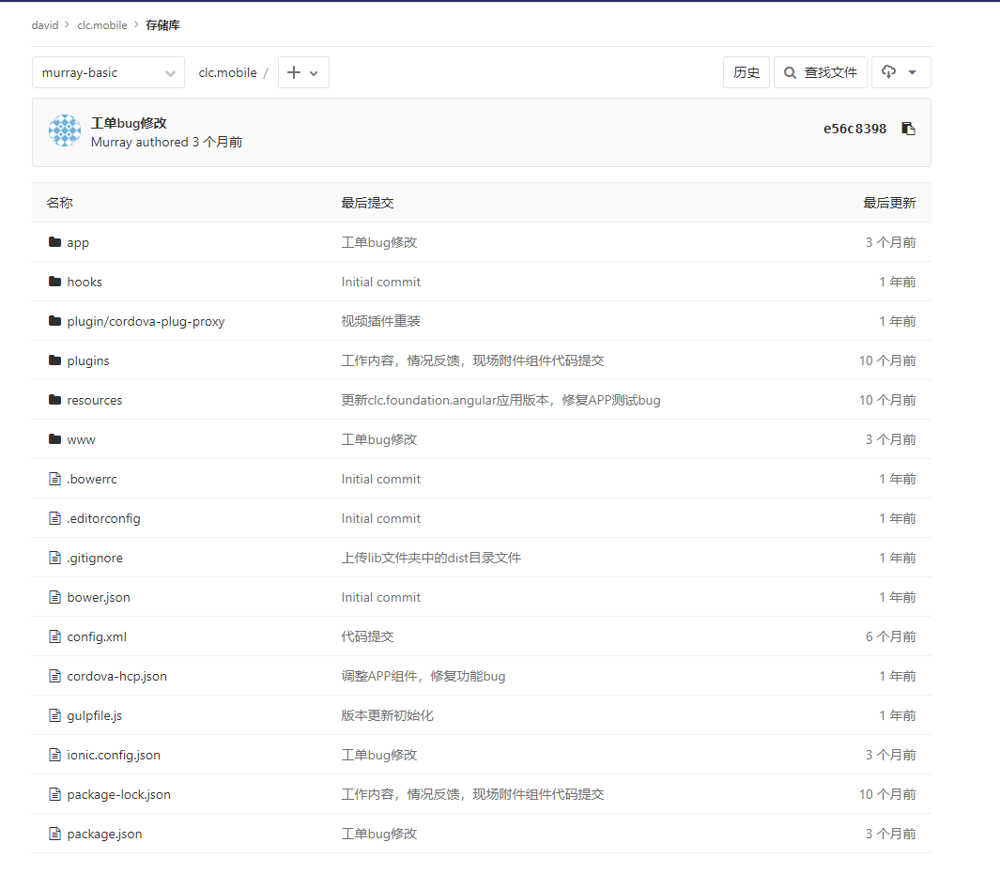 david > clc.mobile > 存储库
murray-basic clc.mobile / 历史 查找文件
工单bug修改
Murray authored 3 个月前
e56c8398
名称 最后提交 最后更新
app 工单bug修改 3 个月前
hooks Initial commit 1 年前
plugin/cordova-plug-proxy 视频插件重装 1 年前
plugins 工作内容，情况反馈，现场附件组件代码提交 10 个月前
resources 更新clc.foundation.angular应用版本，修复APP测试bug 10 个月前
www 工单bug修改 3 个月前
.bowerrc Initial commit 1 年前
.editorconfig Initial commit 1 年前
.gitignore 上传lib文件夹中的dist目录文件 1 年前
bower.json Initial commit 1 年前
config.xml 代码提交 6 个月前
cordova-hcp.json 调整APP组件，修复功能bug 1 年前
gulpfile.js 版本更新初始化 1 年前
ionic.config.json 工单bug修改 3 个月前
package-lock.json 工作内容，情况反馈，现场附件组件代码提交 10 个月前
package.json 工单bug修改 3 个月前